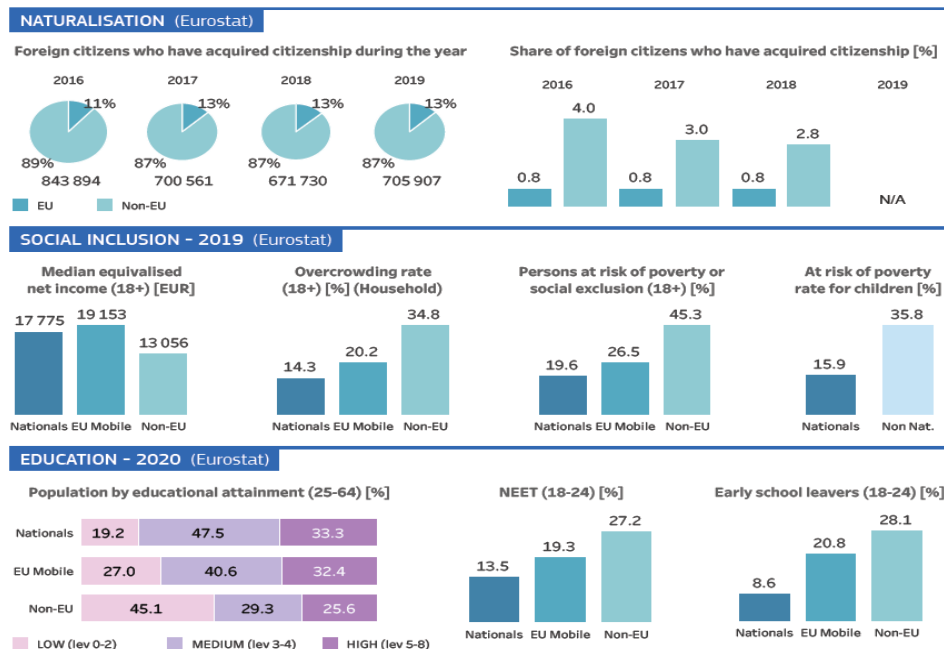 NATURALISATION (Eurostat)
Foreign citizens who have acquired citizenship during the year
2016 2017 2018 2019
11% 13% 13% 13%
89% 87% 87% 87%
843 894 700 561 671 730 705 907
EU Non-EU
Share of foreign citizens who have acquired citizenship [%]
2016 2017 2018 2019
4.0 3.0 2.8
0.8 0.8 0.8
N/A
SOCIAL INCLUSION - 2019 (Eurostat)
Median equivalised
net income (18+) [EUR]
17 775 19 153 13 056
Nationals EU Mobile Non-EU
Overcrowding rate
(18+) [%] (Household)
14.3 20.2 34.8
Nationals EU Mobile Non-EU
Persons at risk of poverty or
social exclusion (18+) [%]
19.6 26.5 45.3
Nationals EU Mobile Non-EU
At risk of poverty
rate for children [%]
15.9 35.8
Nationals Non Nat.
EDUCATION - 2020 (Eurostat)
Population by educational attainment (25-64) [%]
Nationals 19.2 47.5 33.3
EU Mobile 27.0 40.6 32.4
Non-EU 45.1 29.3 25.6
LOW (lev 0-2) MEDIUM (lev 3-4) HIGH (lev 5-8)
NEET (18-24) [%]
13.5 19.3 27.2
Nationals EU Mobile Non-EU
Early school leavers (18-24) [%]
8.6 20.8 28.1
Nationals EU Mobile Non-EU